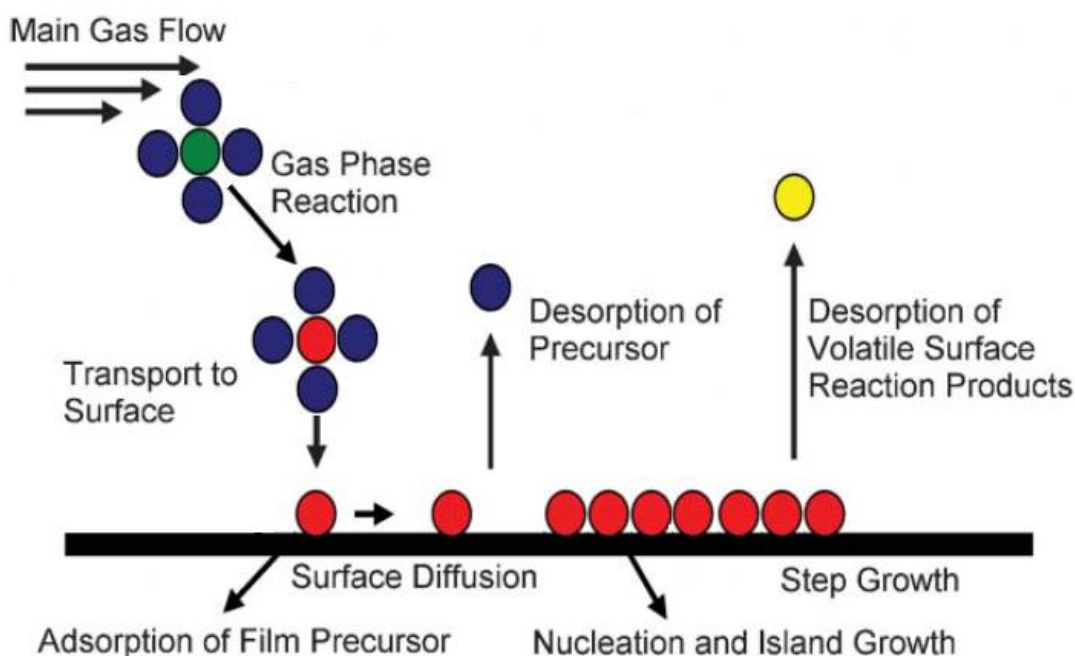 Main Gas Flow
Gas Phase
Reaction
Transport to
Surface
Desorption of
Precursor
Desorption of
Volatile Surface
Reaction Products
Surface Diffusion
Step Growth
Adsorption of Film Precursor
Nucleation and Island Growth